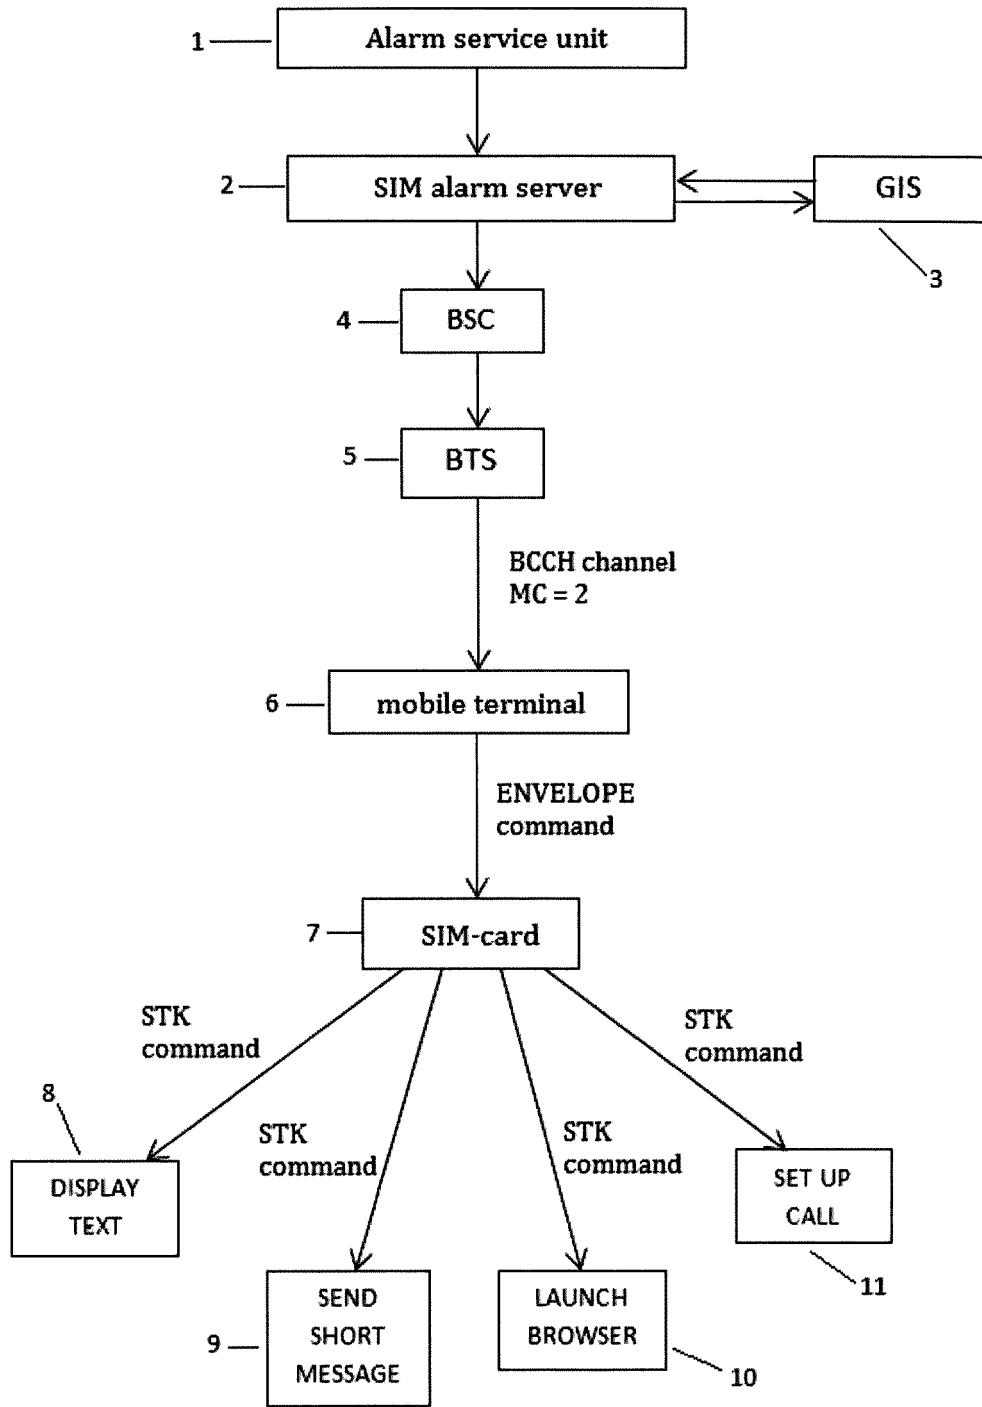 1
Alarm service unit
2
SIM alarm server
GIS
3
4
BSC
5
BTS
BCCH channel
MC = 2
6
mobile terminal
ENVELOPE
command
7
SIM-card
STK
command
STK
command
8
STK
command
STK
command
DISPLAY
TEXT
SET UP
CALL
11
9
SEND
SHORT
MESSAGE
LAUNCH
BROWSER
10